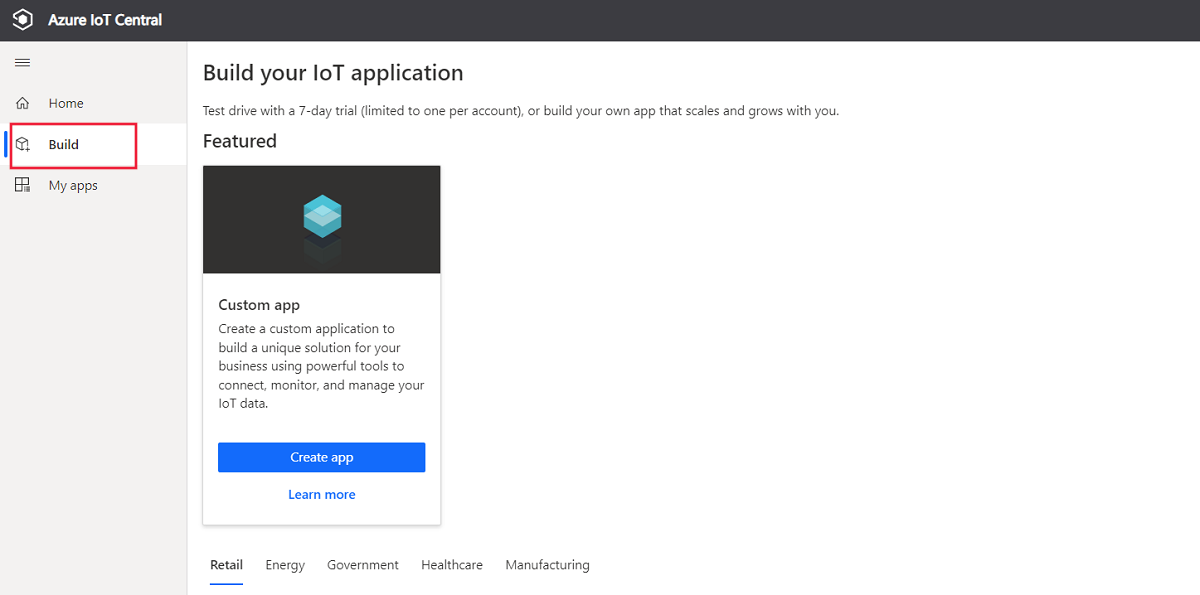 Azure IoT Central
Home
Build
My apps
Build your IoT application
Test drive with a 7-day trial (limited to one per account), or build your own app that scales and grows with you.
Featured
Custom app
Create a custom application to
build a unique solution for your
business using powerful tools to
connect, monitor, and manage your
IoT data.
Create app
Learn more
Retail Energy Government Healthcare Manufacturing